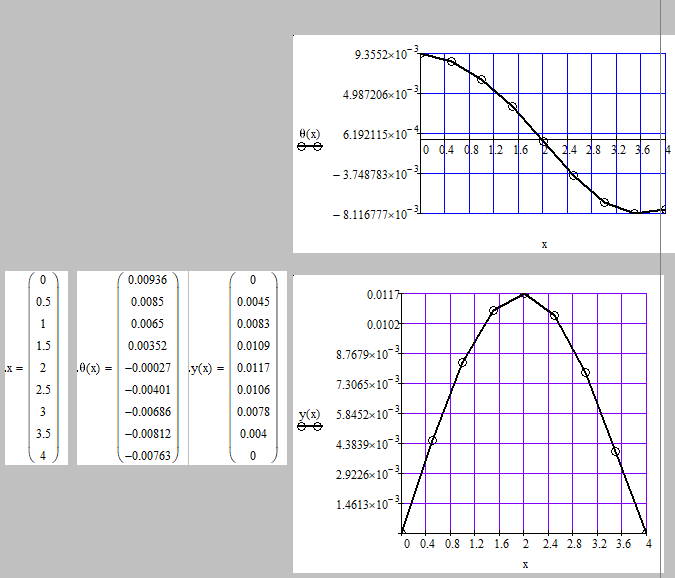 9.3552×10⁻³
4.987206×10⁻³
θ(x)
6.192115×10⁻⁴
0 0.4 0.8 1.2 1.6 2 2.4 2.8 3.2 3.6 4
−3.748783×10⁻³
−8.116777×10⁻³
x
.x = .θ(x) = .y(x) =
0 0.00936 0
0.5 0.0085 0.0045
1 0.0065 0.0083
1.5 0.00352 0.0109
2 −0.00027 0.0117
2.5 −0.00401 0.0106
3 −0.00686 0.0078
3.5 −0.00812 0.004
4 −0.00763 0
0.0117
0.0102
8.7679×10⁻³
7.3065×10⁻³
y(x)
5.8452×10⁻³
4.3839×10⁻³
2.9226×10⁻³
1.4613×10⁻³
0 0.4 0.8 1.2 1.6 2 2.4 2.8 3.2 3.6 4
x